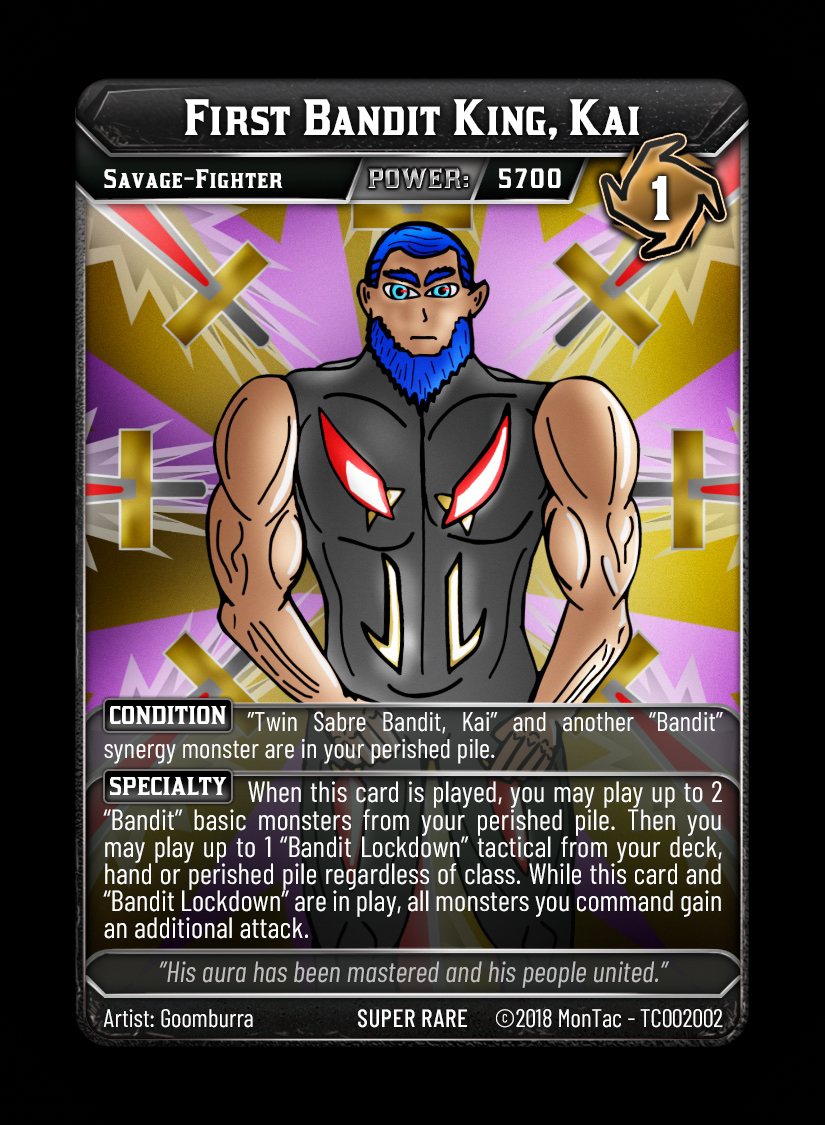 First Bandit King, Kai
Savage-Fighter POWER: 5700
1
CONDITION "Twin Sabre Bandit, Kai" and another "Bandit"
synergy monster are in your perished pile.
SPECIALTY When this card is played, you may play up to 2
"Bandit" basic monsters from your perished pile. Then you
may play up to 1 "Bandit Lockdown" tactical from your deck,
hand or perished pile regardless of class. While this card and
"Bandit Lockdown" are in play, all monsters you command gain
an additional attack.
"His aura has been mastered and his people united."
Artist: Goomburra SUPER RARE ©2018 MonTac - TC002002